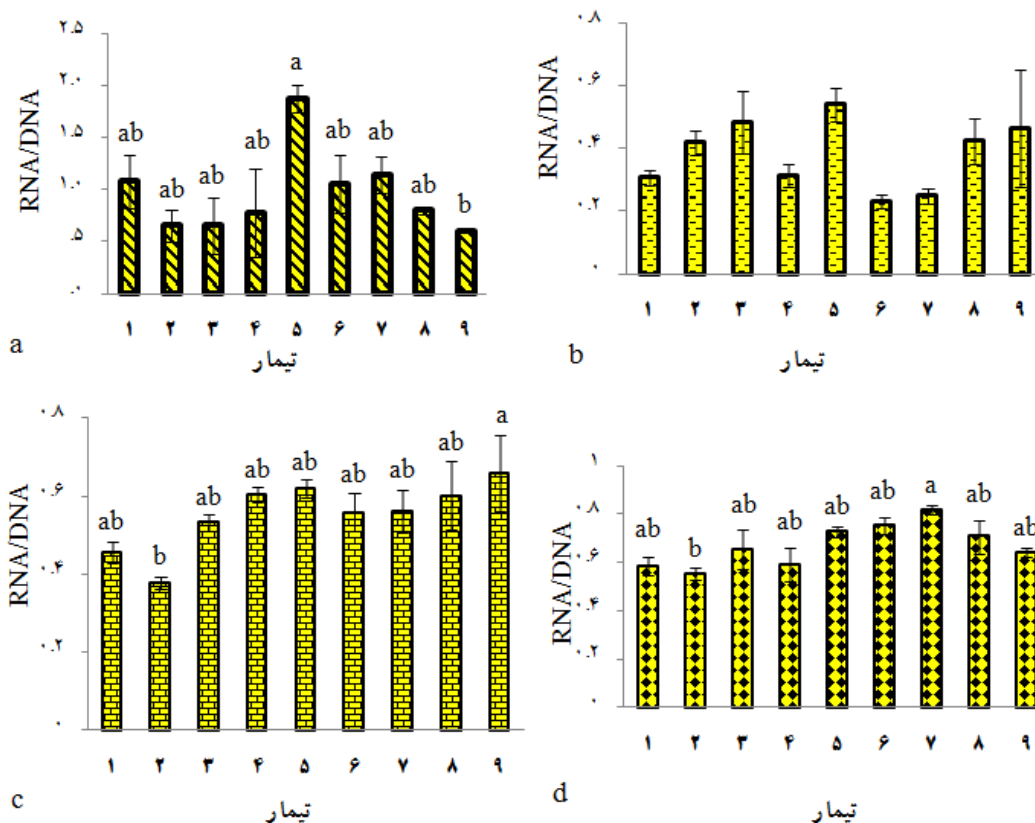 RNA/DNA
۲.۵
۲.۰
۱.۵
۱.۰
.۵
.۰
ab
ab
ab
ab
a
ab
ab
ab
b
۱ ۲ ۳ ۴ ۵ ۶ ۷ ۸ ۹
تیمار
a
RNA/DNA
۰.۸
۰.۶
۰.۴
۰.۲
۰
۱ ۲ ۳ ۴ ۵ ۶ ۷ ۸ ۹
تیمار
b
RNA/DNA
۰.۸
۰.۶
۰.۴
۰.۲
۰
ab
b
ab
ab
ab
ab
ab
ab
a
۱ ۲ ۳ ۴ ۵ ۶ ۷ ۸ ۹
تیمار
c
RNA/DNA
۱
۰.۸
۰.۶
۰.۴
۰.۲
۰
ab
b
ab
ab
ab
ab
a
ab
ab
۱ ۲ ۳ ۴ ۵ ۶ ۷ ۸ ۹
تیمار
d